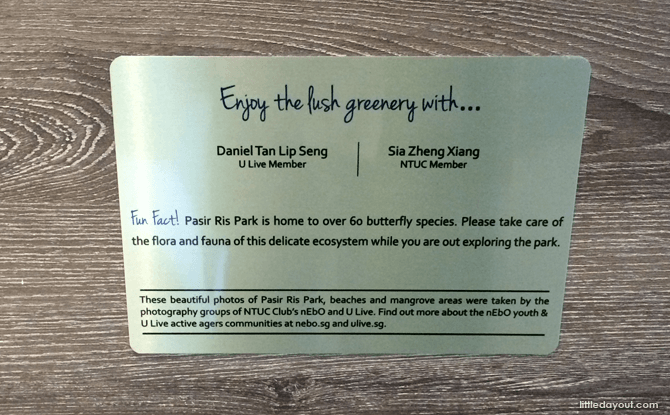 Enjoy the lush greenery with...
Daniel Tan Lip Seng
U Live Member
Sia Zheng Xiang
NTUC Member
Fun Fact! Pasir Ris Park is home to over 60 butterfly species. Please take care of
the flora and fauna of this delicate ecosystem while you are out exploring the park.
These beautiful photos of Pasir Ris Park, beaches and mangrove areas were taken by the
photography groups of NTUC Club's nEbO and U Live. Find out more about the nEbO youth &
U Live active agers communities at nebo.sg and ulive.sg.
littledayout.com